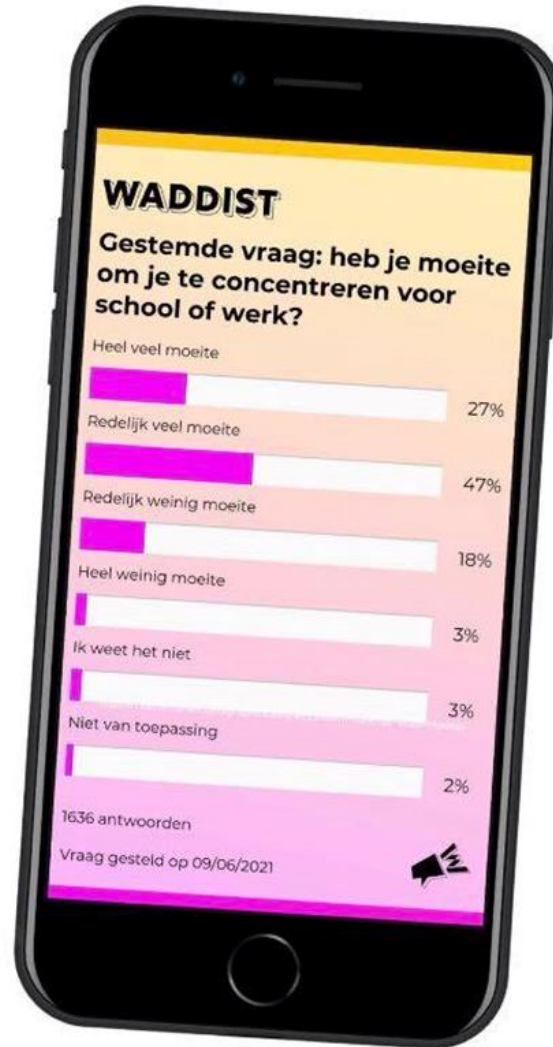 WADDIST
Gestemde vraag: heb je moeite
om je te concentreren voor
school of werk?
Heel veel moeite
27%
Redelijk veel moeite
47%
Redelijk weinig moeite
18%
Heel weinig moeite
3%
Ik weet het niet
3%
Niet van toepassing
2%
1636 antwoorden
Vraag gesteld op 09/06/2021
W